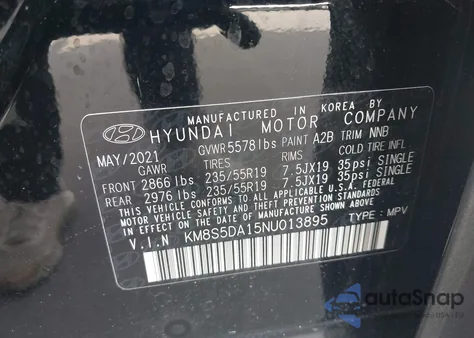 MANUFACTURED IN KOREA BY
HYUNDAI MOTOR COMPANY
MAY/2021 GVWR 5578lbs PAINT A2B TRIM NNB
TIRES RIMS COLD TIRE INFL
FRONT 2866 lbs 235/55R19 7.5JX19 35psi SINGLE
REAR 2976 lbs 235/55R19 7.5JX19 35psi SINGLE
THIS VEHICLE CONFORMS TO ALL APPLICABLE U.S.A. FEDERAL
MOTOR VEHICLE SAFETY, BUMPER, AND THEFT PREVENTION
STANDARDS IN EFFECT ON THE DATE OF MANUFACTURE SHOWN ABOVE.
V.I.N KM8S5DA15NU013895 TYPE : MPV
autoSnap